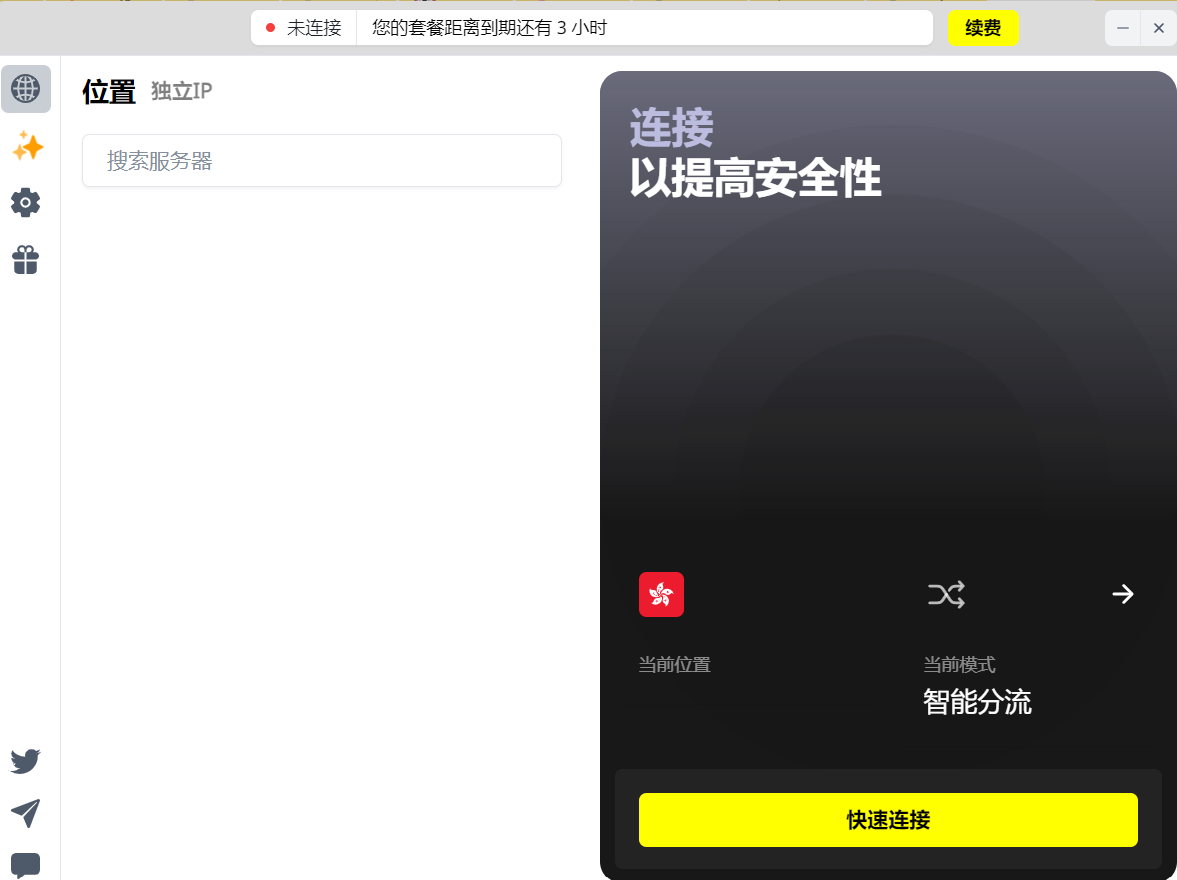 未连接
您的套餐距离到期还有 3 小时
续费
位置
独立IP
搜索服务器
连接
以提高安全性
当前位置
当前模式
智能分流
快速连接